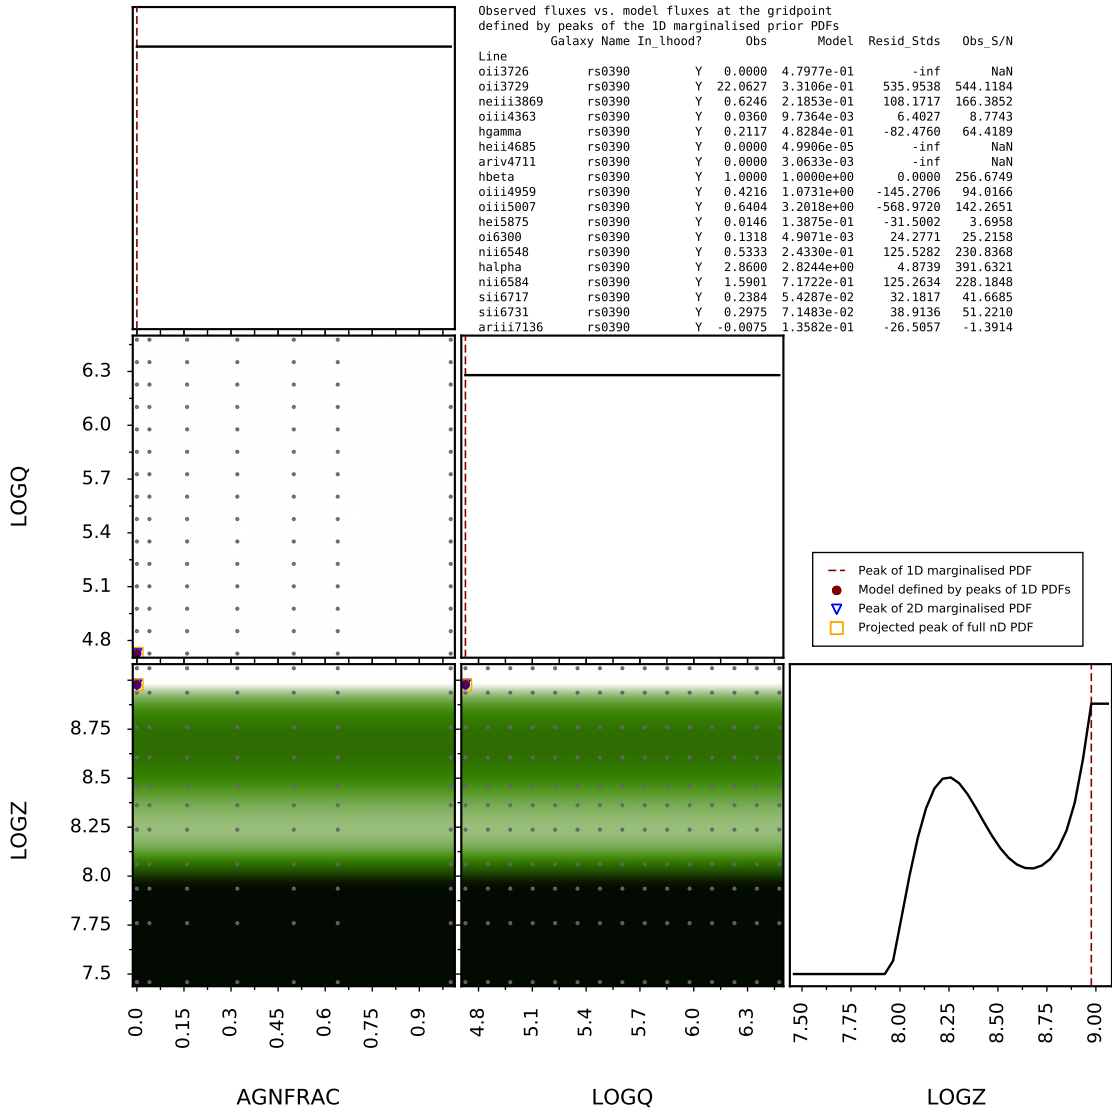 Observed fluxes vs. model fluxes at the gridpoint
defined by peaks of the 1D marginalised prior PDFs
Galaxy Name In_lhood? Obs Model Resid_Stds Obs_S/N
Line
oii3726 rs0390 Y 0.0000 4.7977e-01 -inf NaN
oii3729 rs0390 Y 22.0627 3.3106e-01 535.9538 544.1184
neiii3869 rs0390 Y 0.6246 2.1853e-01 108.1717 166.3852
oiii4363 rs0390 Y 0.0360 9.7364e-03 6.4027 8.7743
hgamma rs0390 Y 0.2117 4.8284e-01 -82.4760 64.4189
heii4685 rs0390 Y 0.0000 4.9906e-05 -inf NaN
ariv4711 rs0390 Y 0.0000 3.0633e-03 -inf NaN
hbeta rs0390 Y 1.0000 1.0000e+00 0.0000 256.6749
oiii4959 rs0390 Y 0.4216 1.0731e+00 -145.2706 94.0166
oiii5007 rs0390 Y 0.6404 3.2018e+00 -568.9720 142.2651
hei5875 rs0390 Y 0.0146 1.3875e-01 -31.5002 3.6958
oi6300 rs0390 Y 0.1318 4.9071e-03 24.2771 25.2158
nii6548 rs0390 Y 0.5333 2.4330e-01 125.5282 230.8368
halpha rs0390 Y 2.8600 2.8244e+00 4.8739 391.6321
nii6584 rs0390 Y 1.5901 7.1722e-01 125.2634 228.1848
sii6717 rs0390 Y 0.2384 5.4287e-02 32.1817 41.6685
sii6731 rs0390 Y 0.2975 7.1483e-02 38.9136 51.2210
ariii7136 rs0390 Y -0.0075 1.3582e-01 -26.5057 -1.3914
LOGQ
6.3
6.0
5.7
5.4
5.1
4.8
Peak of 1D marginalised PDF
Model defined by peaks of 1D PDFs
Peak of 2D marginalised PDF
Projected peak of full nD PDF
LOGZ
8.75
8.5
8.25
8.0
7.75
7.5
0.0 0.15 0.3 0.45 0.6 0.75 0.9
4.8 5.1 5.4 5.7 6.0 6.3
7.50 7.75 8.00 8.25 8.50 8.75 9.00
AGNFRAC LOGQ LOGZ